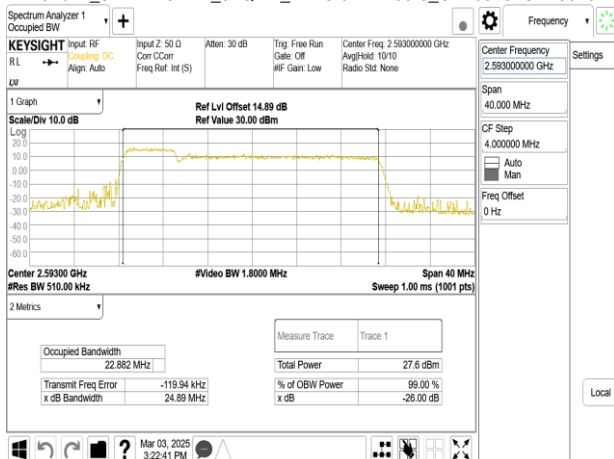 Spectrum Analyzer 1
Occupied BW
+
Frequency
KEYSIGHT
Input: RF
Input Z: 50 Ω
Atten: 30 dB
Trig: Free Run
Center Freq: 2.593000000 GHz
RL
Coupling: DC
Corr CCorr
Gate: Off
Avg|Hold: 10/10
Align: Auto
Freq Ref: Int (S)
#IF Gain: Low
Radio Std: None
LXI
Center Frequency
2.593000000 GHz
Settings
Span
40.000 MHz
CF Step
4.000000 MHz
Auto
Man
Freq Offset
0 Hz
Local
1 Graph
Ref Lvl Offset 14.89 dB
Scale/Div 10.0 dB
Ref Value 30.00 dBm
Log
20.0
10.0
0.00
-10.0
-20.0
-30.0
-40.0
-50.0
-60.0
Center 2.59300 GHz
#Video BW 1.8000 MHz
Span 40 MHz
#Res BW 510.00 kHz
Sweep 1.00 ms (1001 pts)
2 Metrics
Measure Trace
Trace 1
Occupied Bandwidth
22.882 MHz
Total Power
27.6 dBm
Transmit Freq Error
-119.94 kHz
% of OBW Power
99.00 %
x dB Bandwidth
24.89 MHz
x dB
-26.00 dB
?
Mar 03, 2025
3:22:41 PM